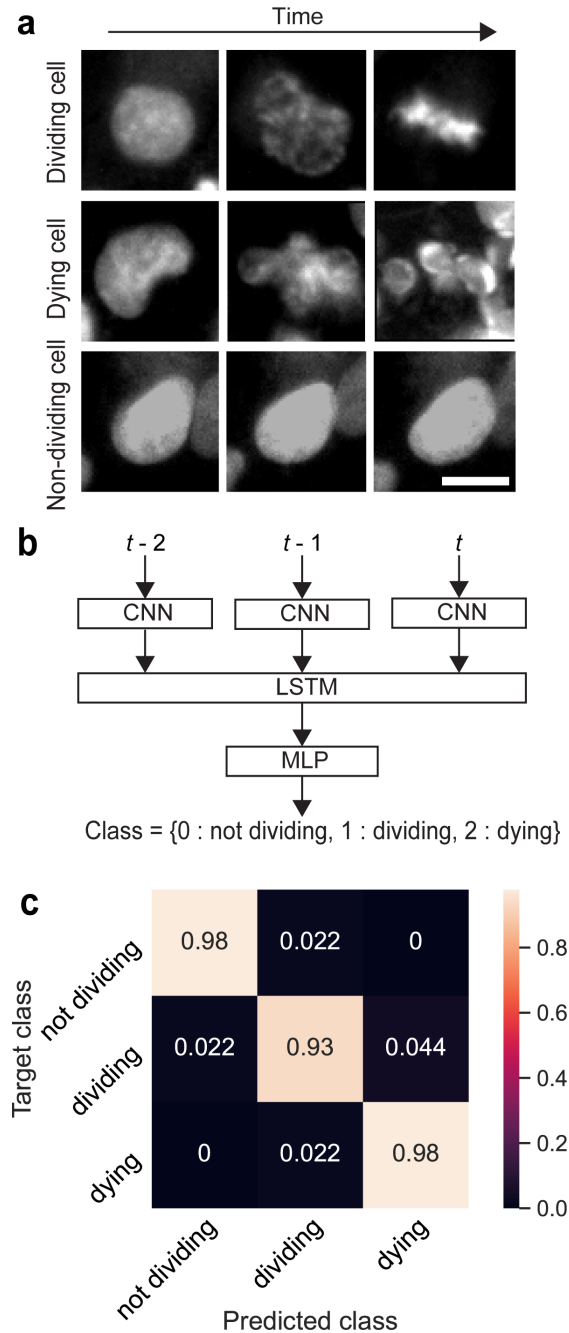 a
Time
Dividing cell
Dying cell
Non-dividing cell
b
t - 2
t - 1
t
CNN
CNN
CNN
LSTM
MLP
Class = {0 : not dividing, 1 : dividing, 2 : dying}
c
Target class
not dividing
0.98
0.022
0
dividing
0.022
0.93
0.044
dying
0
0.022
0.98
0.8
0.6
0.4
0.2
0.0
not dividing
dividing
dying
Predicted class